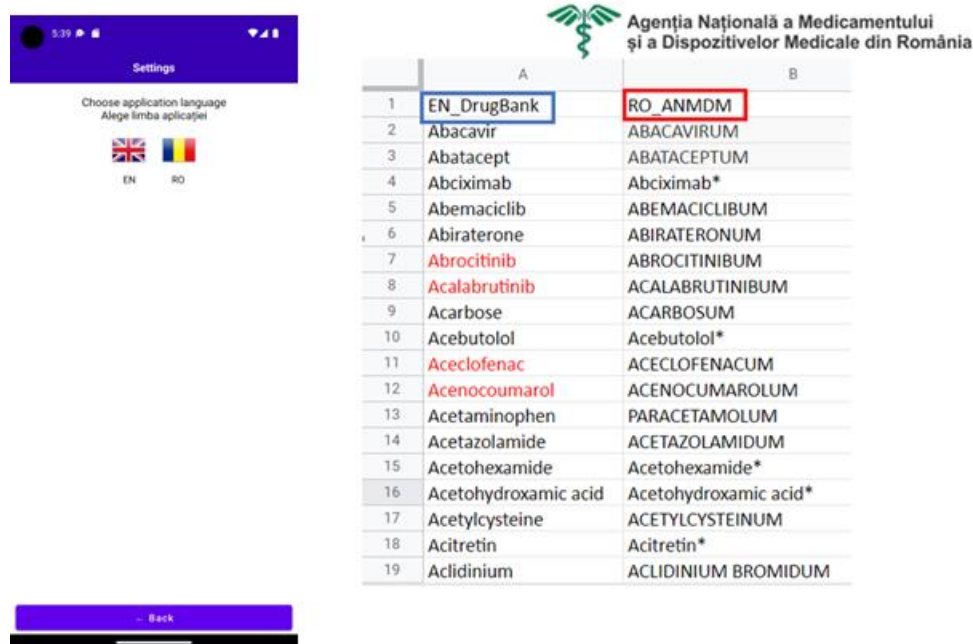 5:39
Settings
Choose application language
Alege limba aplicației
EN RO
← Back
Agenția Națională a Medicamentului
și a Dispozitivelor Medicale din România
A B
1 EN_DrugBank RO_ANMDM
2 Abacavir ABACAVIRUM
3 Abatacept ABATACEPTUM
4 Abciximab Abciximab*
5 Abemaciclib ABEMACICLIBUM
6 Abiraterone ABIRATERONUM
7 Abrocitinib ABROCITINIBUM
8 Acalabrutinib ACALABRUTINIBUM
9 Acarbose ACARBOSUM
10 Acebutolol Acebutolol*
11 Aceclofenac ACECLOFENACUM
12 Acenocoumarol ACENOCUMAROLUM
13 Acetaminophen PARACETAMOLUM
14 Acetazolamide ACETAZOLAMIDUM
15 Acetohexamide Acetohexamide*
16 Acetohydroxamic acid Acetohydroxamic acid*
17 Acetylcysteine ACETYLCYSTEINUM
18 Acitretin Acitretin*
19 Aclidinium ACLIDINIUM BROMIDUM